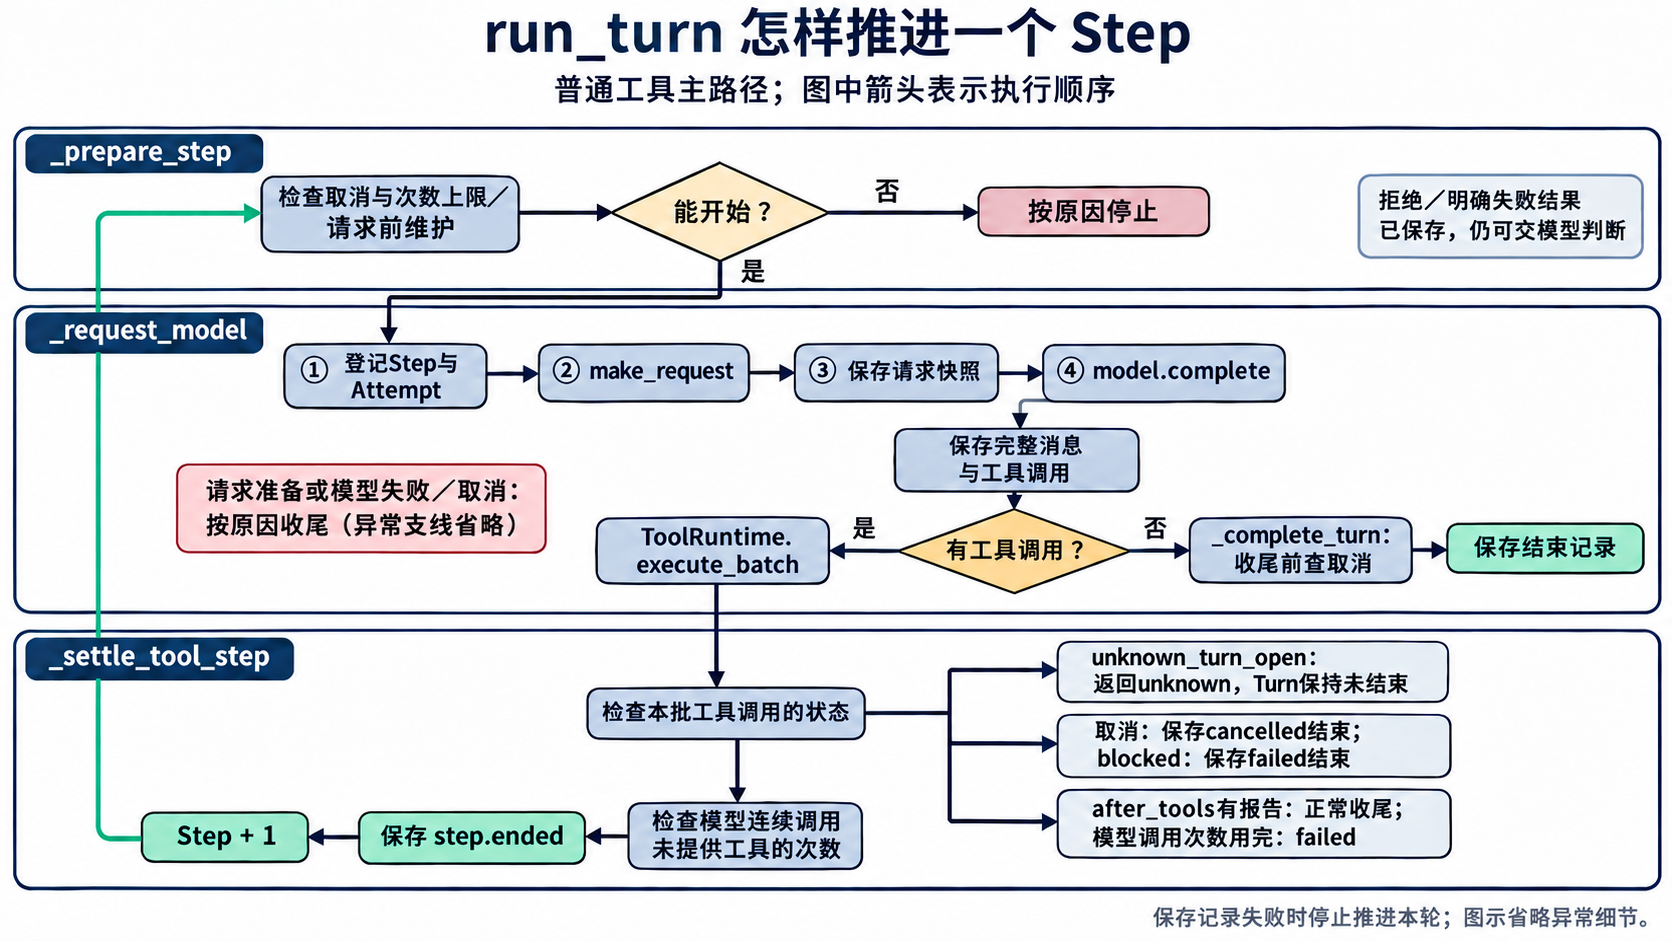 run_turn 怎样推进一个 Step
普通工具主路径；图中箭头表示执行顺序
_prepare_step
检查取消与次数上限／
请求前维护
能开始？
否
按原因停止
拒绝／明确失败结果
已保存，仍可交模型判断
是
_request_model
① 登记Step与
Attempt
② make_request
③ 保存请求快照
④ model.complete
保存完整消息
与工具调用
请求准备或模型失败／取消：
按原因收尾（异常支线省略）
ToolRuntime.
execute_batch
是
有工具调用？
否
_complete_turn：
收尾前查取消
保存结束记录
_settle_tool_step
检查本批工具调用的状态
unknown_turn_open：
返回unknown，Turn保持未结束
取消：保存cancelled结束；
blocked：保存failed结束
after_tools有报告：正常收尾；
模型调用次数用完：failed
Step + 1
保存 step.ended
检查模型连续调用
未提供工具的次数
保存记录失败时停止推进本轮；图示省略异常细节。